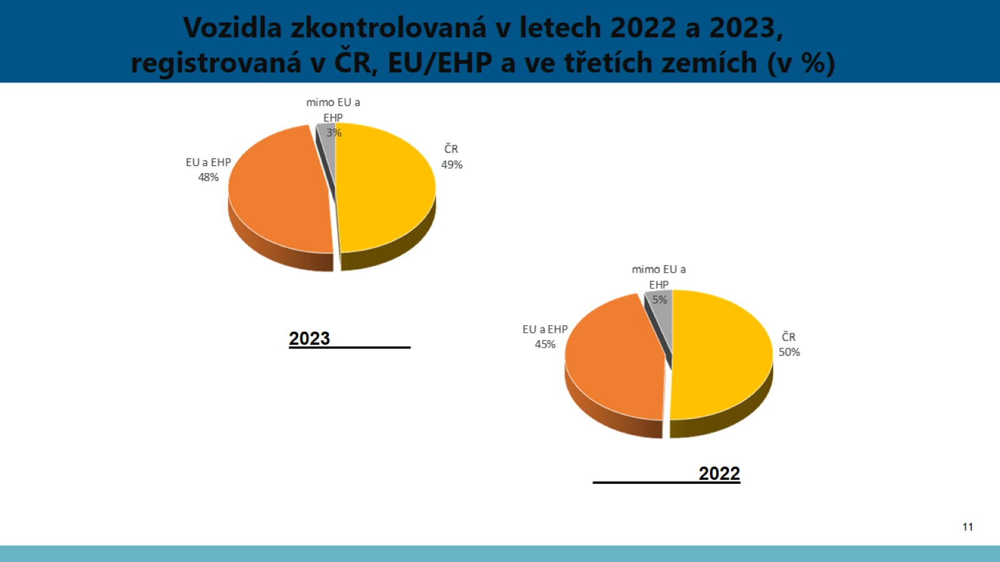 Vozidla zkontrolovaná v letech 2022 a 2023,
registrovaná v ČR, EU/EHP a ve třetích zemích (v %)
mimo EU a
EHP
3%
ČR
49%
EU a EHP
48%
2023
mimo EU a
EHP
5%
EU a EHP
45%
ČR
50%
2022
11